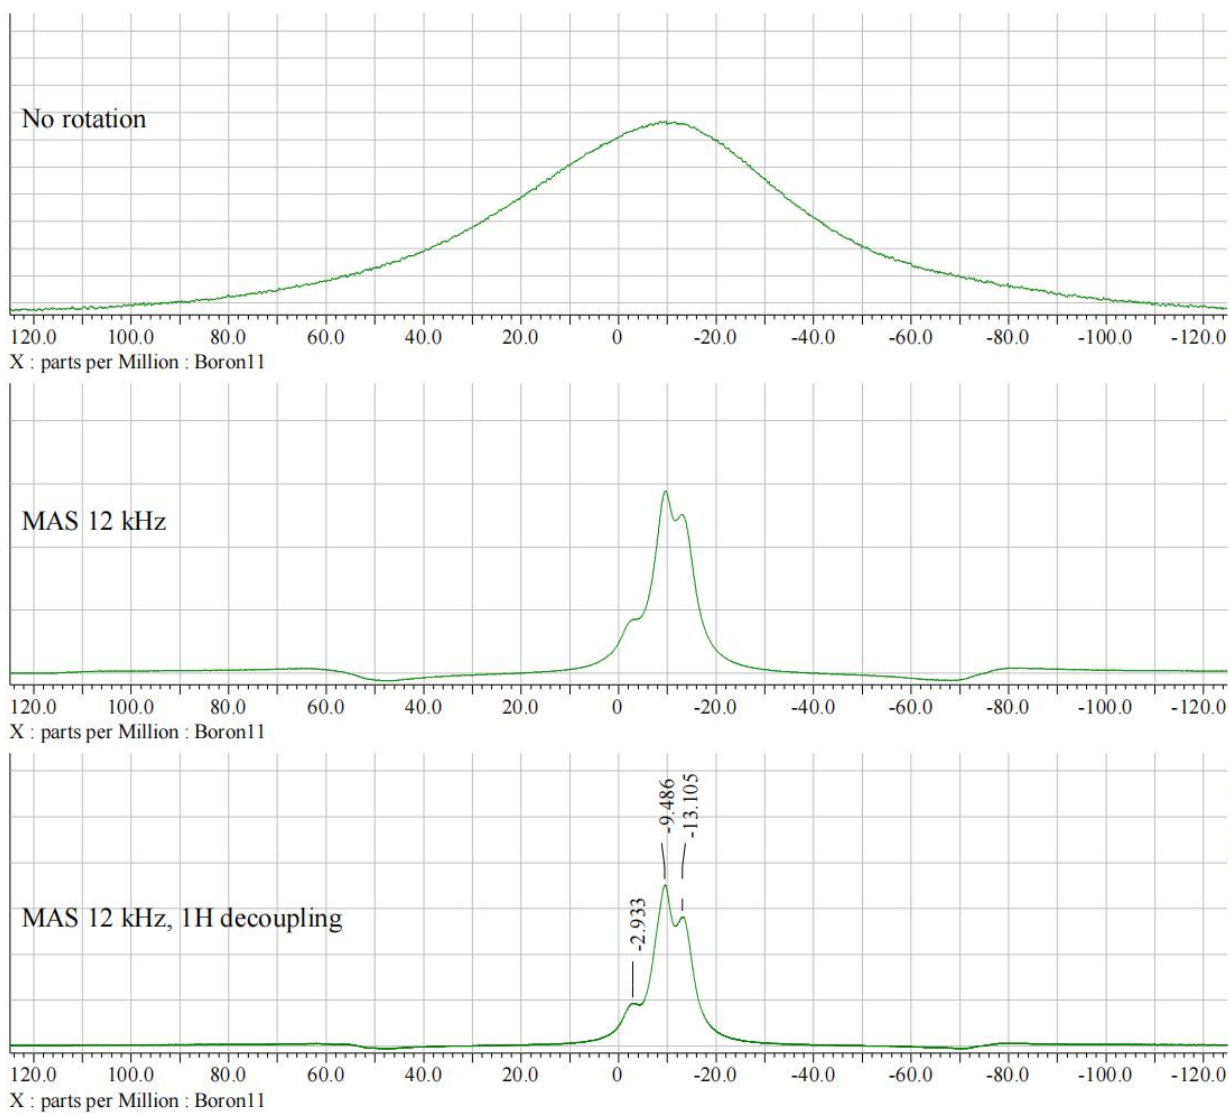 No rotation
120.0 100.0 80.0 60.0 40.0 20.0 0 -20.0 -40.0 -60.0 -80.0 -100.0 -120.0
X : parts per Million : Boron11
MAS 12 kHz
120.0 100.0 80.0 60.0 40.0 20.0 0 -20.0 -40.0 -60.0 -80.0 -100.0 -120.0
X : parts per Million : Boron11
-9.486
-13.105
-2.933
MAS 12 kHz, 1H decoupling
120.0 100.0 80.0 60.0 40.0 20.0 0 -20.0 -40.0 -60.0 -80.0 -100.0 -120.0
X : parts per Million : Boron11